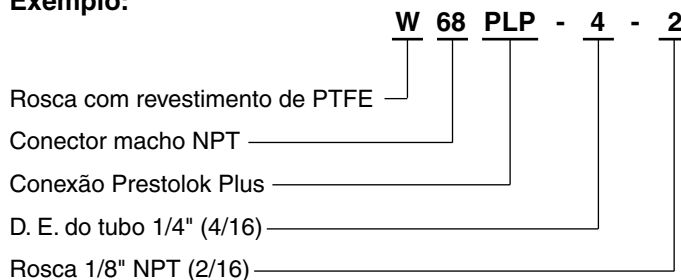 Exemplo:
W 68 PLP - 4 - 2
Rosca com revestimento de PTFE
Conector macho NPT
Conexão Prestolok Plus
D. E. do tubo 1/4" (4/16)
Rosca 1/8" NPT (2/16)